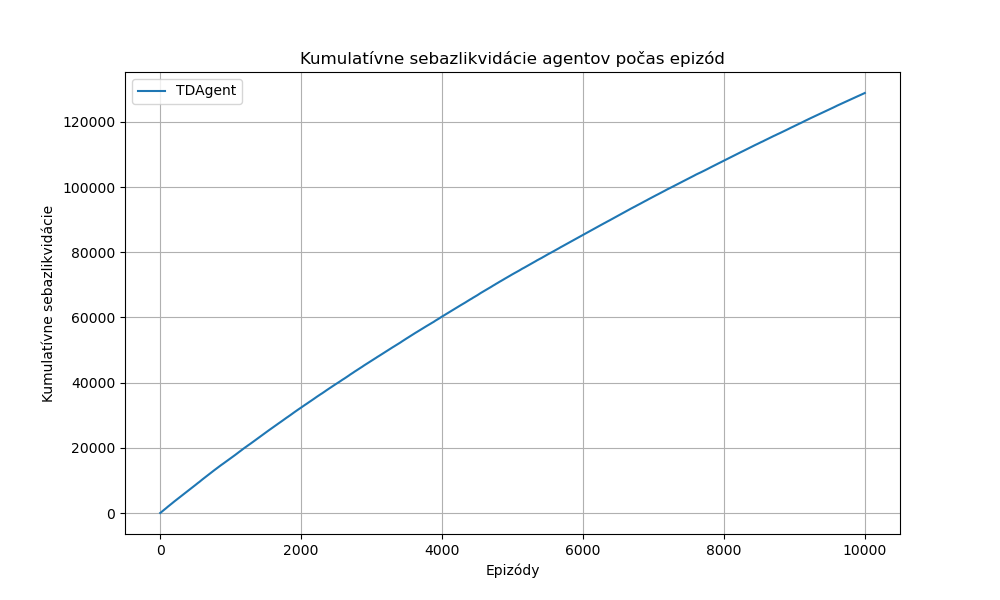 Kumulatívne sebazlikvidácie agentov počas epizód
TDAgent
120000
100000
80000
60000
40000
20000
0
Kumulatívne sebazlikvidácie
0 2000 4000 6000 8000 10000
Epizódy